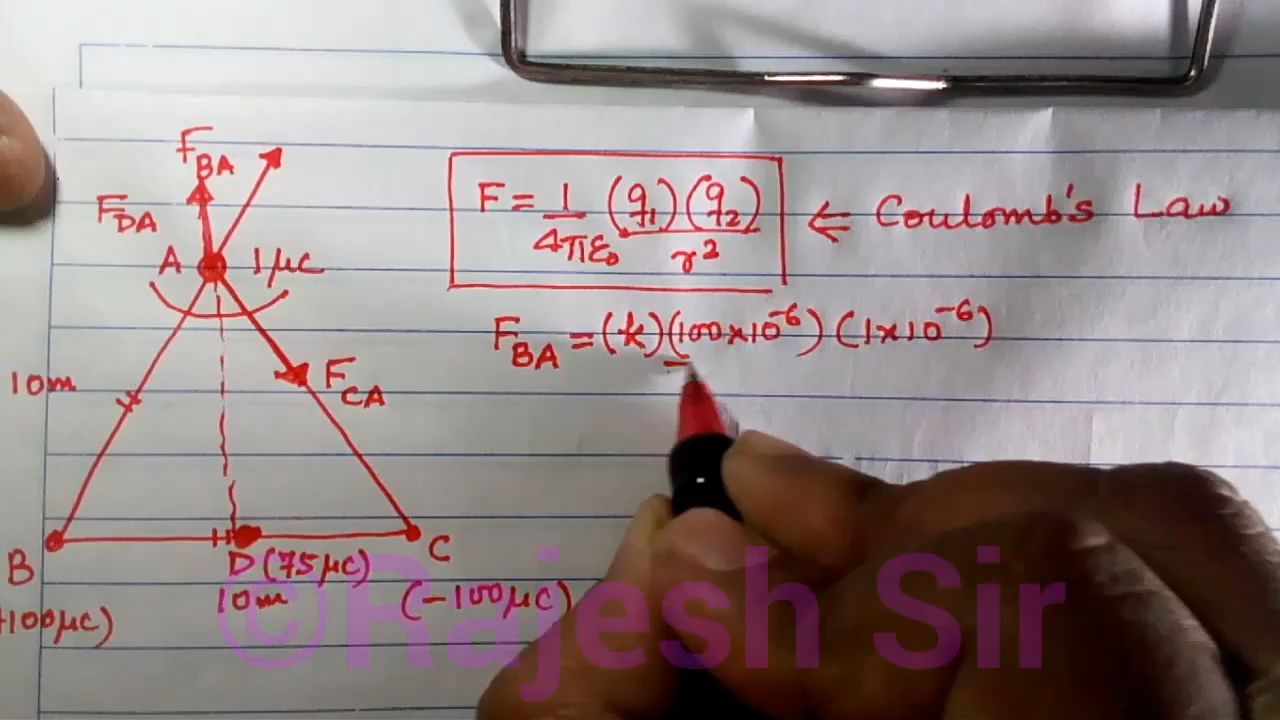 F_BA
F_DA
A 1μc
F = 1/4πε₀ (q₁)(q₂)/r² ⇐ Coulomb's Law
F_BA = (k)(100×10⁻⁶)(1×10⁻⁶)
10m
F_CA
B
C
D (75μc)
10m
(-100μc)
+100μc)
©Rajesh Sir